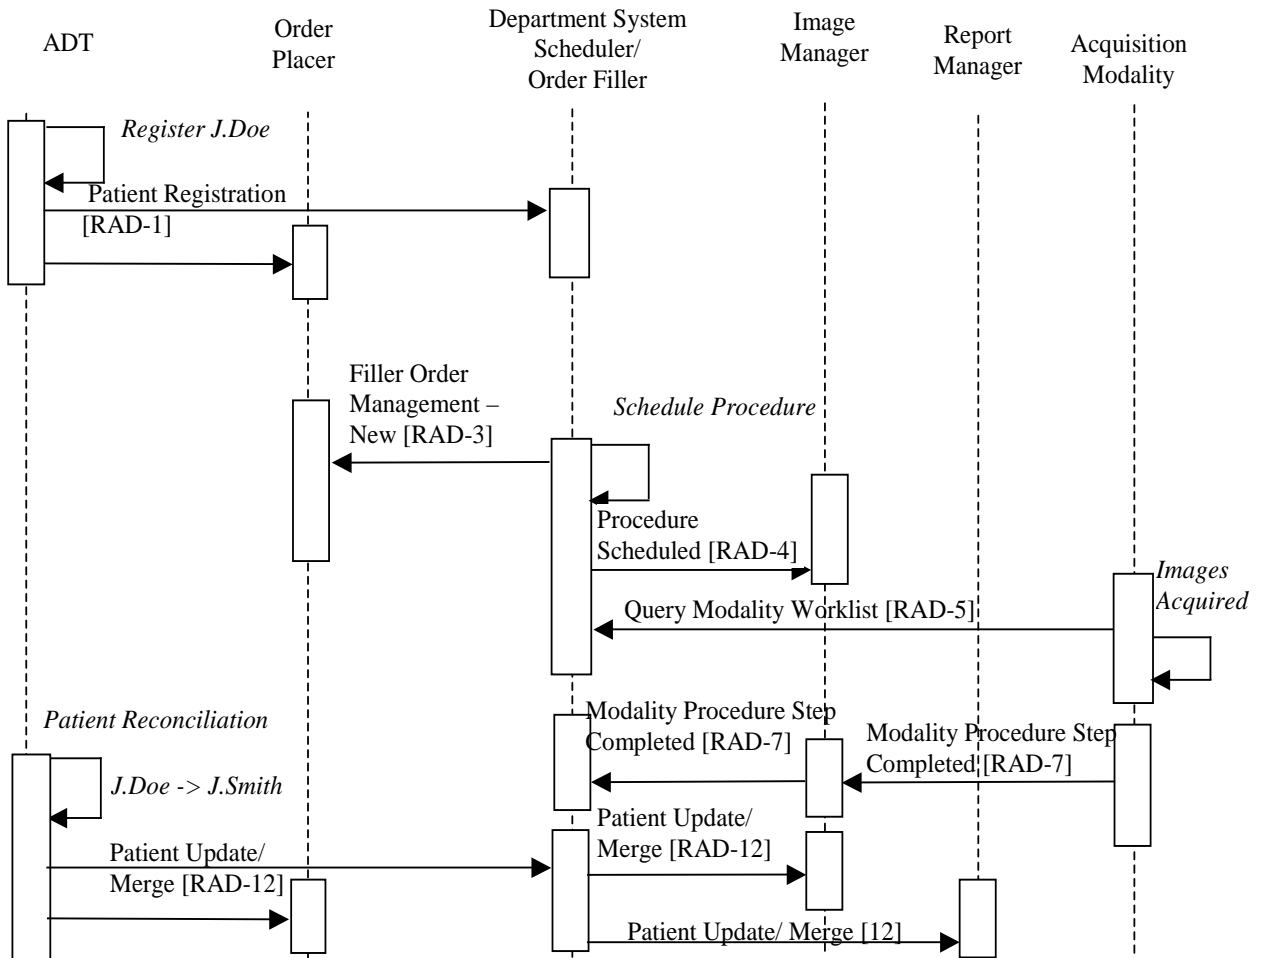 ADT
Order
Placer
Department System
Scheduler/
Order Filler
Image
Manager
Report
Manager
Acquisition
Modality
Register J.Doe
Patient Registration
[RAD-1]
Filler Order
Management –
New [RAD-3]
Schedule Procedure
Procedure
Scheduled [RAD-4]
Images
Acquired
Query Modality Worklist [RAD-5]
Patient Reconciliation
Modality Procedure Step
Completed [RAD-7]
Modality Procedure Step
Completed [RAD-7]
J.Doe -> J.Smith
Patient Update/
Merge [RAD-12]
Patient Update/
Merge [RAD-12]
Patient Update/ Merge [12]